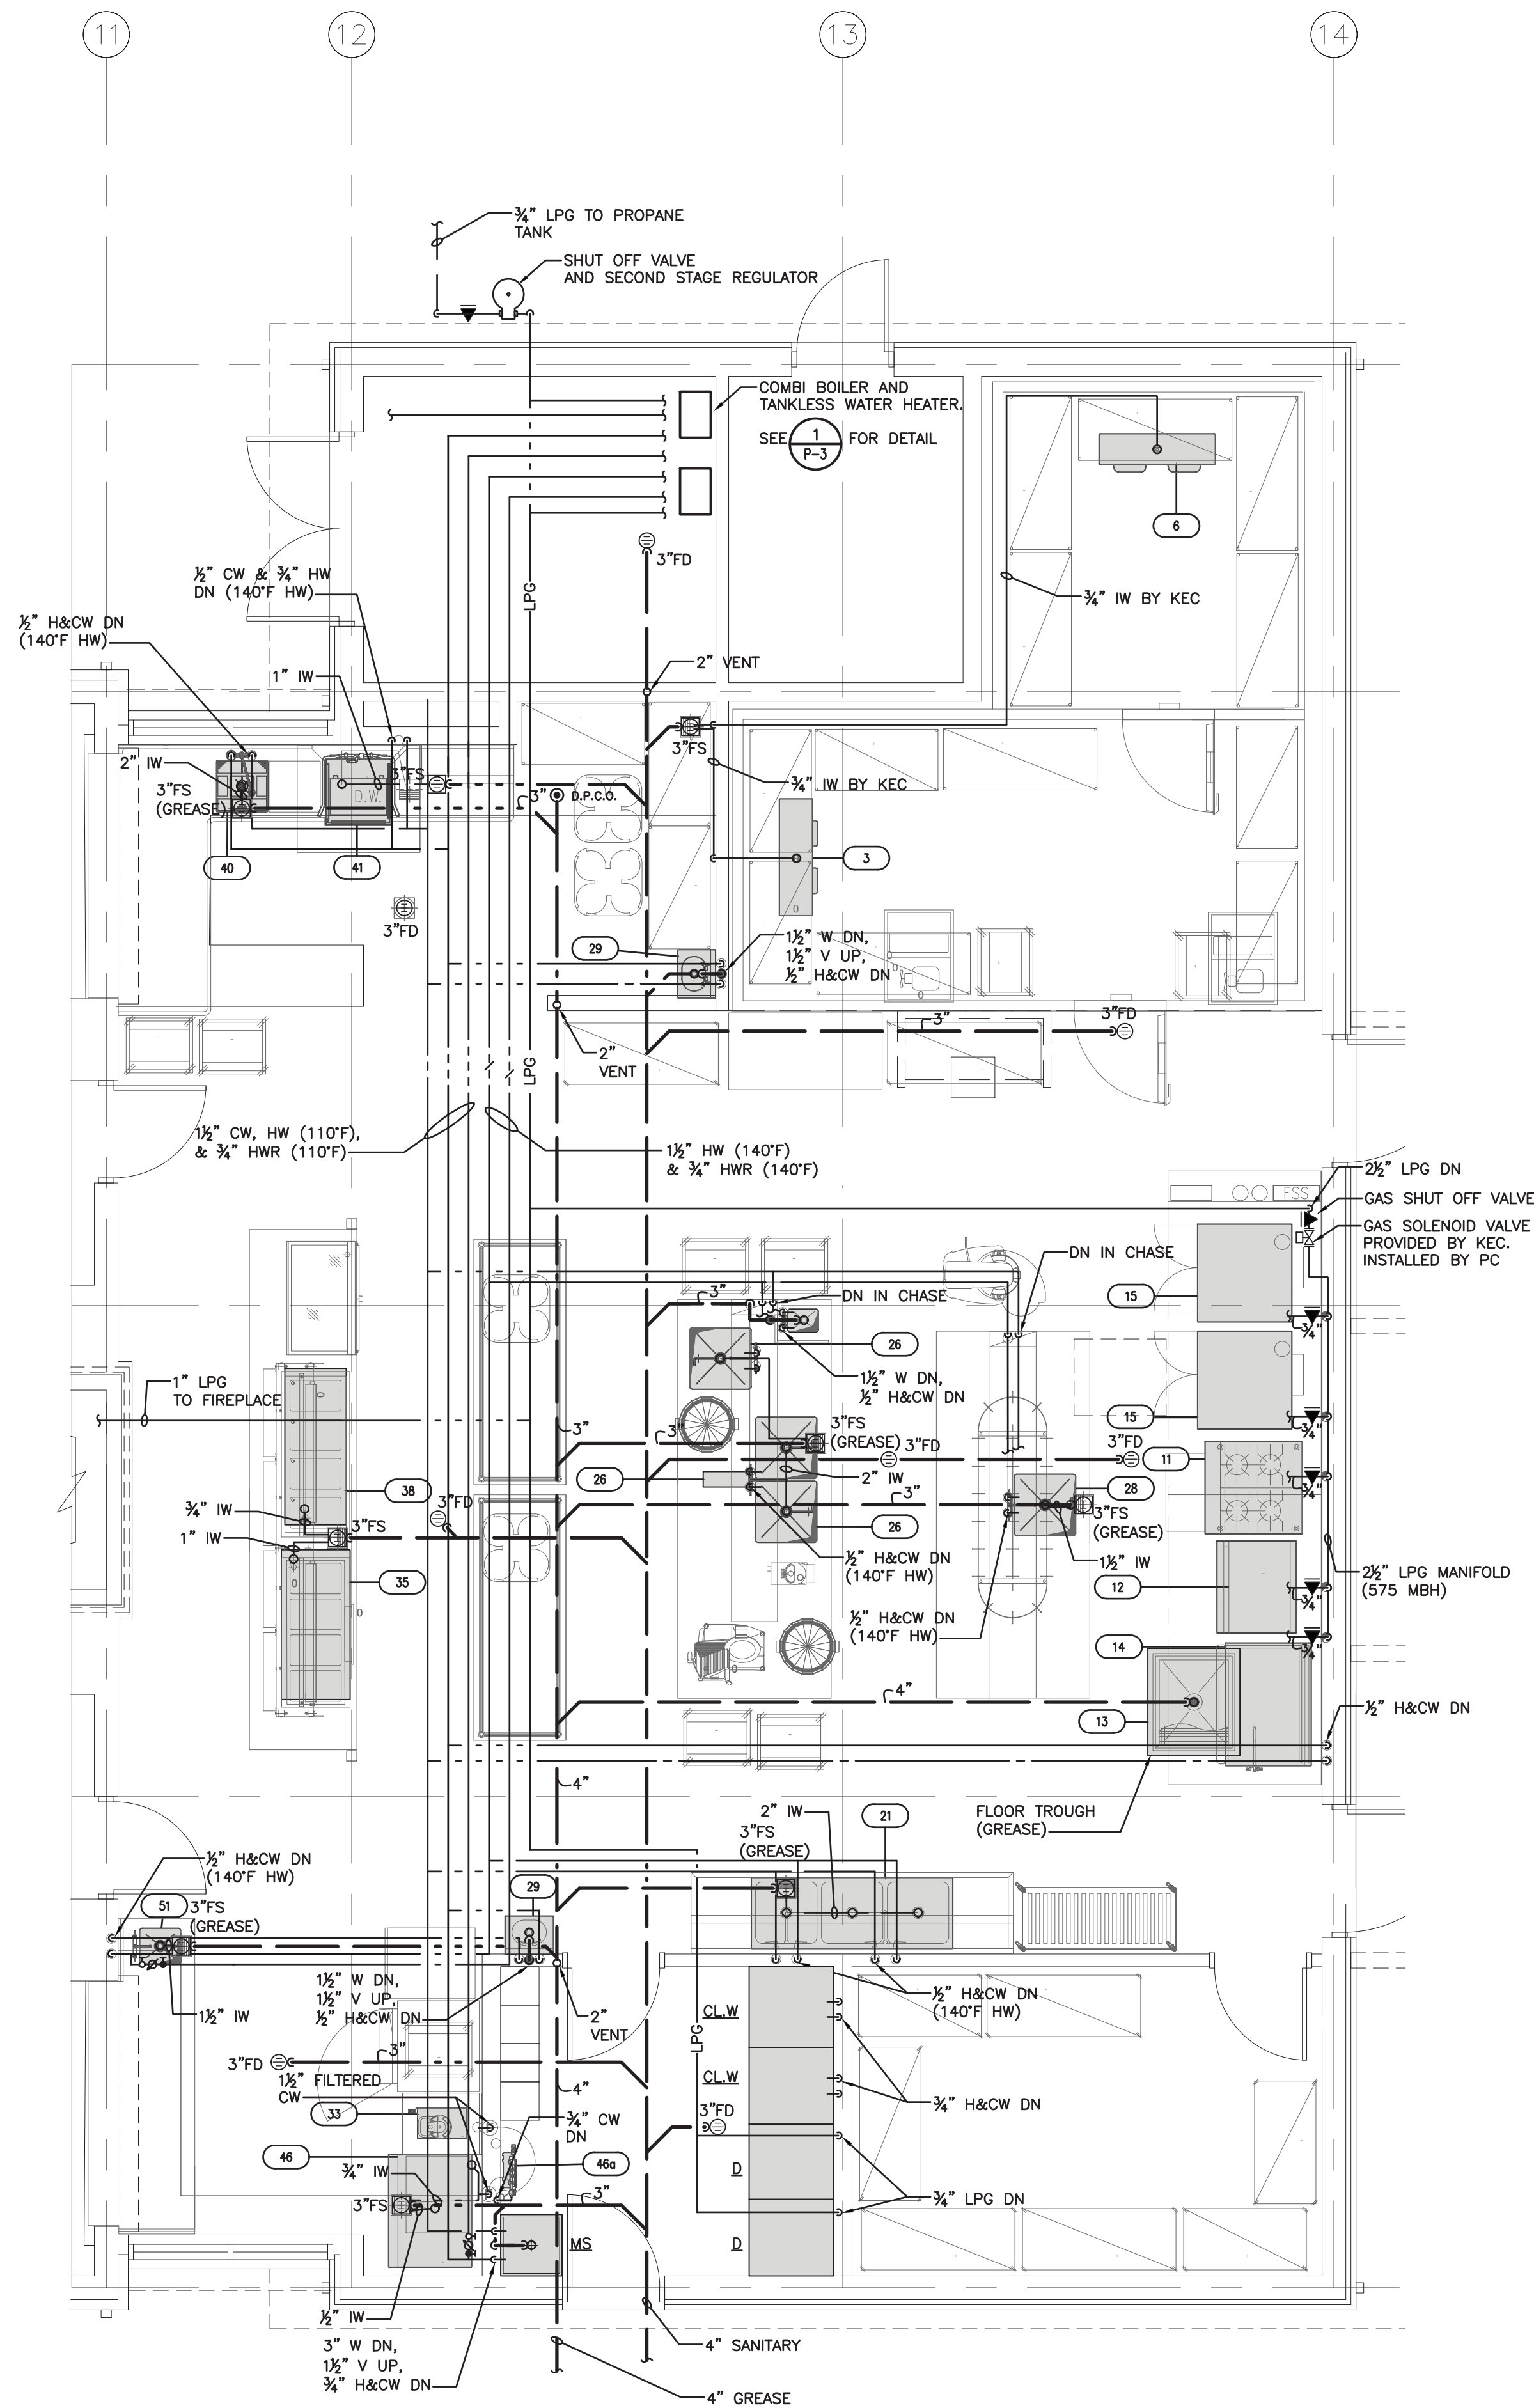 11
12
13
14
¾" LPG TO PROPANE
TANK
SHUT OFF VALVE
AND SECOND STAGE REGULATOR
COMBI BOILER AND
TANKLESS WATER HEATER.
SEE 1 FOR DETAIL
P-3
6
3"FD
½" CW & ¾" HW
DN (140°F HW)
LPG
¾" IW BY KEC
½" H&CW DN
(140°F HW)
2" VENT
1" IW
3"FS
2" IW
3"FS
¾" IW BY KEC
3"FS
(GREASE)
D.W.
3"
D.P.C.O.
40
41
3
3"FD
29
1½" W DN,
1½" V UP,
½" H&CW DN
3"
3"FD
2"
VENT
LPG
1½" CW, HW (110°F),
& ¾" HWR (110°F)
1½" HW (140°F)
& ¾" HWR (140°F)
2½" LPG DN
FSS
GAS SHUT OFF VALVE
GAS SOLENOID VALVE
PROVIDED BY KEC.
INSTALLED BY PC
DN IN CHASE
3"
DN IN CHASE
15
¾"
26
1" LPG
TO FIREPLACE
1½" W DN,
½" H&CW DN
15
¾"
3"
3"
3"FS
(GREASE)
3"FD
3"FD
11
26
2" IW
¾"
38
3"FD
3"
28
¾" IW
3"FS
26
3"FS
(GREASE)
1" IW
½" H&CW DN
(140°F HW)
1½" IW
35
12
¾"
2½" LPG MANIFOLD
(575 MBH)
½" H&CW DN
(140°F HW)
14
¾"
4"
13
½" H&CW DN
4"
2" IW
21
FLOOR TROUGH
(GREASE)
3"FS
(GREASE)
½" H&CW DN
(140°F HW)
29
51
3"FS
(GREASE)
1½" W DN,
1½" V UP,
½" H&CW DN
½" H&CW DN
(140°F HW)
1½" IW
CL.W
2"
VENT
LPG
3"
3"FD
1½" FILTERED
CW
4"
CL.W
¾" H&CW DN
33
3"FD
¾" CW
DN
46
46a
¾" IW
D
3"FS
3"
¾" LPG DN
MS
D
½" IW
3" W DN,
1½" V UP,
¾" H&CW DN
4" SANITARY
4" GREASE